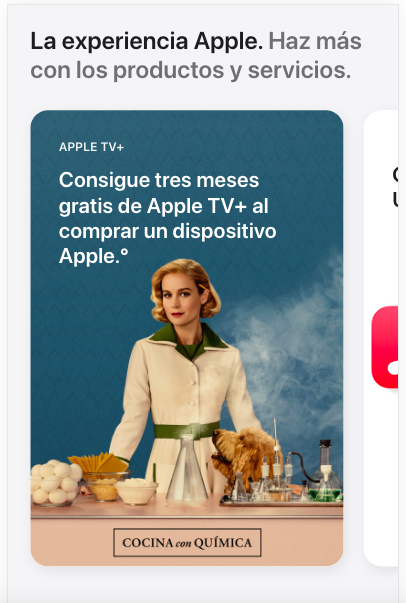 La experiencia Apple. Haz más
con los productos y servicios.
APPLE TV+
Consigue tres meses
gratis de Apple TV+ al
comprar un dispositivo
Apple.°
COCINA con QUÍMICA